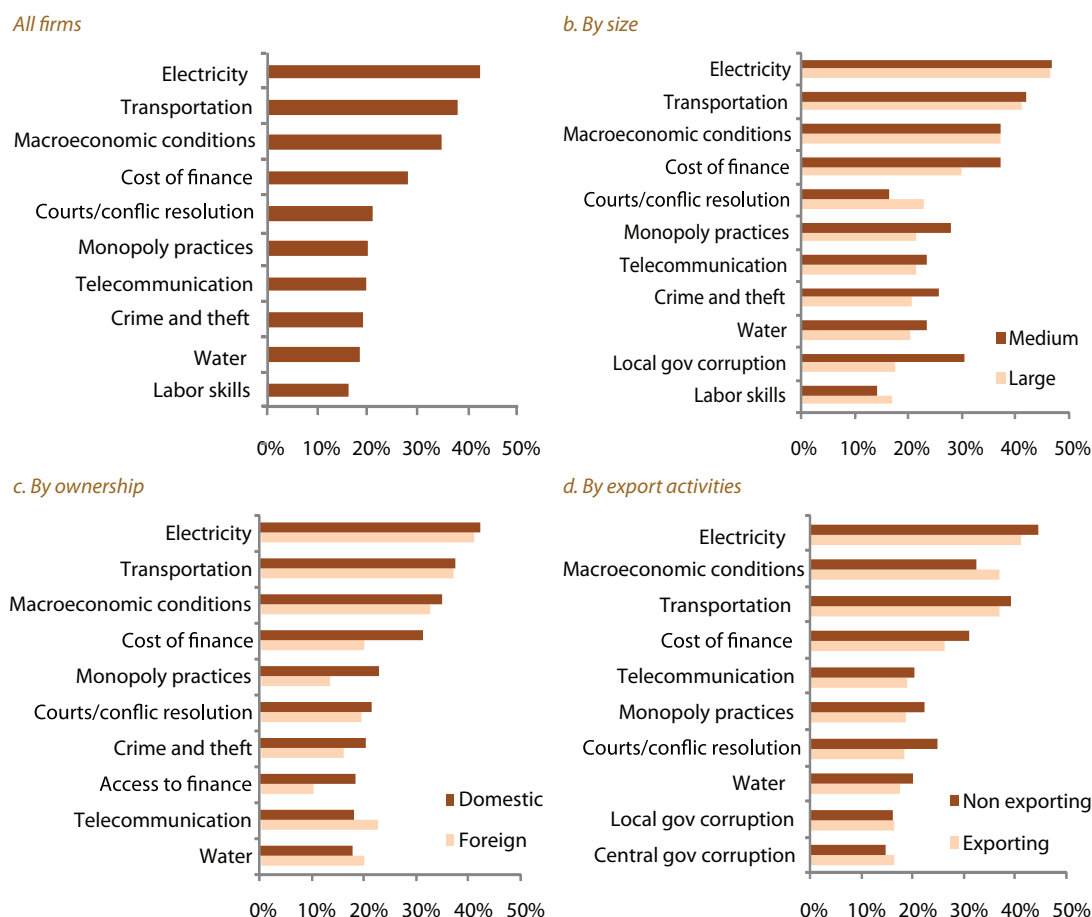 All firms
Electricity
Transportation
Macroeconomic conditions
Cost of finance
Courts/conflic resolution
Monopoly practices
Telecommunication
Crime and theft
Water
Labor skills
0% 10% 20% 30% 40% 50%
b. By size
Electricity
Transportation
Macroeconomic conditions
Cost of finance
Courts/conflic resolution
Monopoly practices
Telecommunication
Crime and theft
Water
Local gov corruption
Labor skills
Medium
Large
0% 10% 20% 30% 40% 50%
c. By ownership
Electricity
Transportation
Macroeconomic conditions
Cost of finance
Monopoly practices
Courts/conflic resolution
Crime and theft
Access to finance
Telecommunication
Water
Domestic
Foreign
0% 10% 20% 30% 40% 50%
d. By export activities
Electricity
Macroeconomic conditions
Transportation
Cost of finance
Telecommunication
Monopoly practices
Courts/conflic resolution
Water
Local gov corruption
Central gov corruption
Non exporting
Exporting
0% 10% 20% 30% 40% 50%